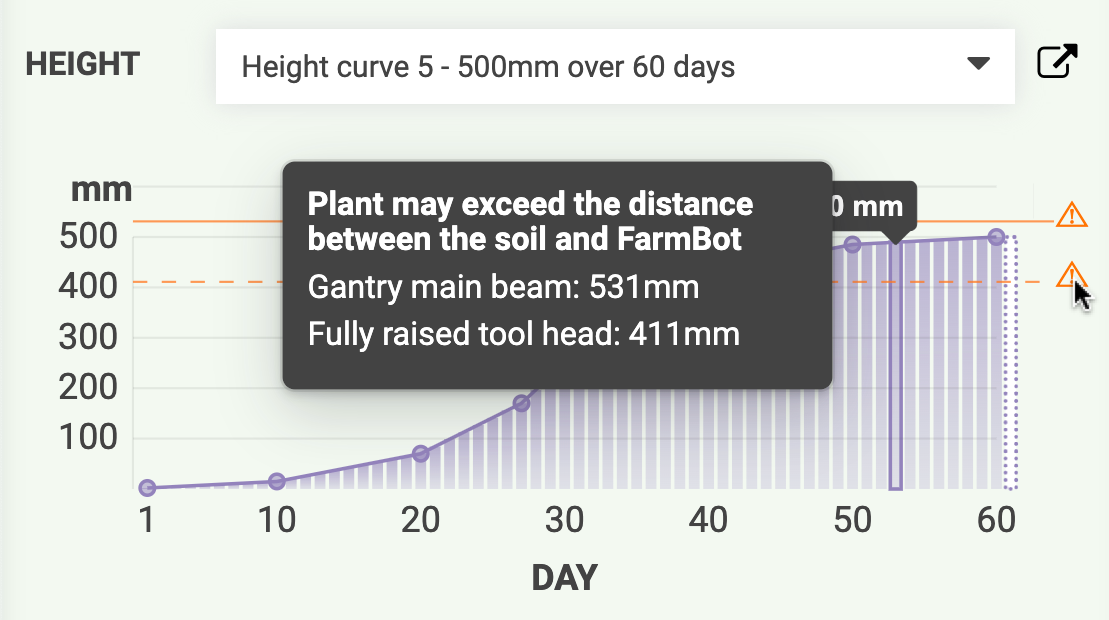 HEIGHT
Height curve 5 - 500mm over 60 days
mm
Plant may exceed the distance
between the soil and FarmBot
Gantry main beam: 531mm
Fully raised tool head: 411mm
0 mm
500
400
300
200
100
1 10 20 30 40 50 60
DAY